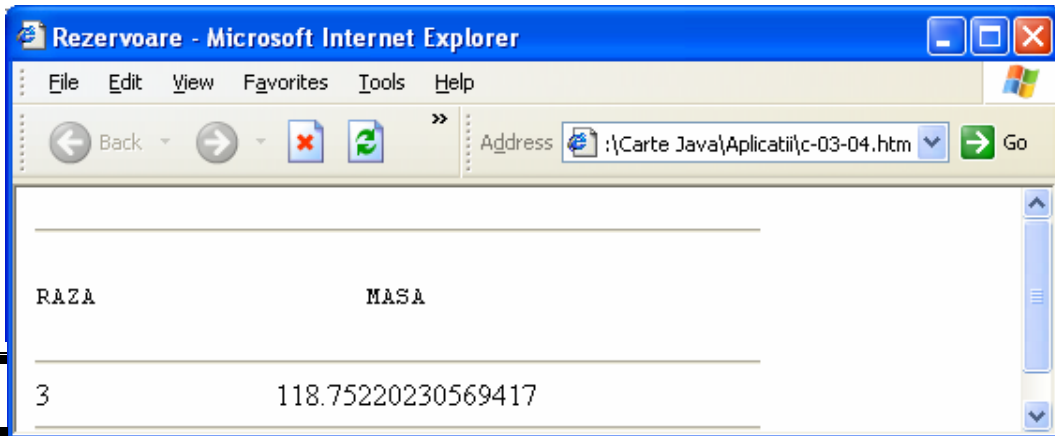 Rezervoare - Microsoft Internet Explorer
File Edit View Favorites Tools Help
Back » Address :\Carte Java\Aplicatii\c-03-04.htm Go
RAZA MASA
3 118.75220230569417